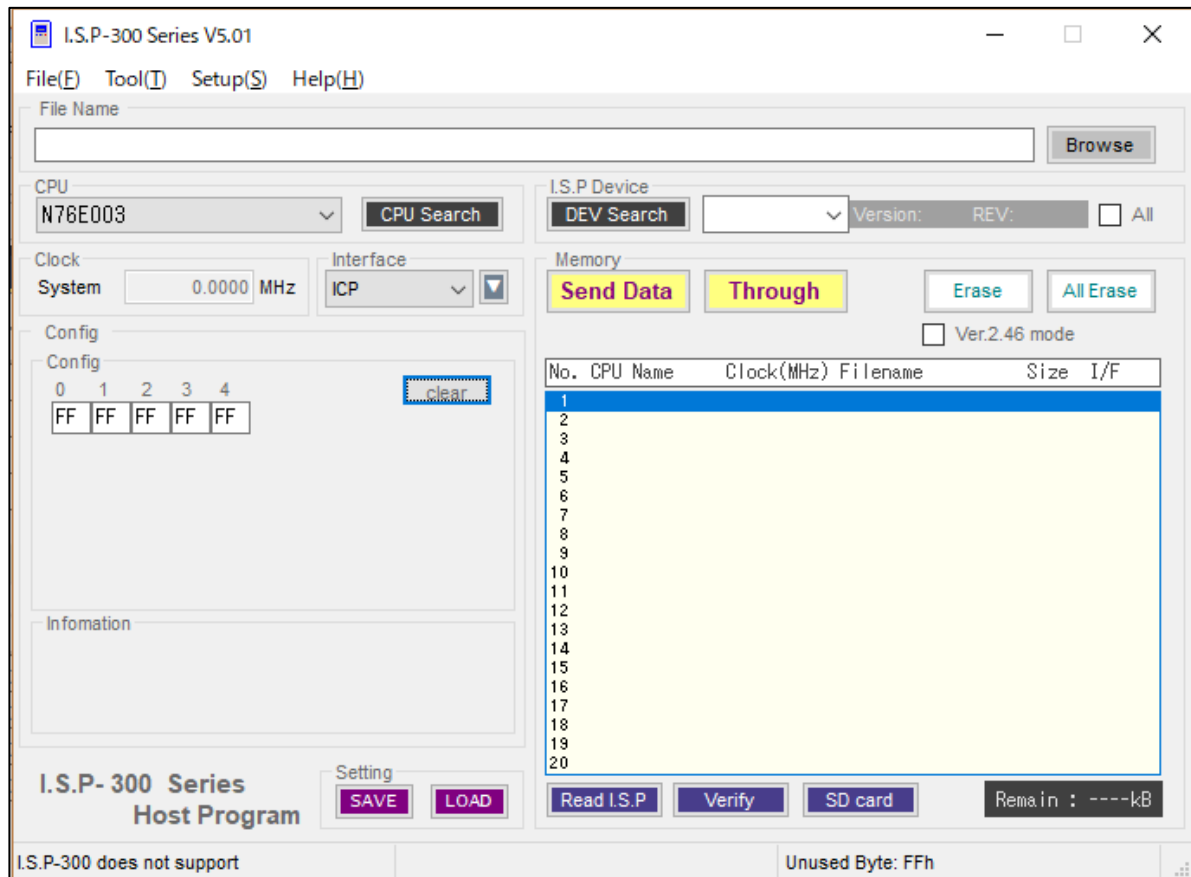 I.S.P-300 Series V5.01
File(F) Tool(T) Setup(S) Help(H)
File Name
Browse
CPU
N76E003
CPU Search
I.S.P Device
DEV Search
Version: REV:
All
Clock
System 0.0000 MHz
Interface
ICP
Memory
Send Data
Through
Erase
All Erase
Ver.2.46 mode
Config
Config
0 1 2 3 4
FF FF FF FF FF
clear
No. CPU Name Clock(MHz) Filename Size I/F
1
2
3
4
5
6
7
8
9
10
11
12
13
14
15
16
17
18
19
20
Infomation
I.S.P- 300 Series
Host Program
Setting
SAVE
LOAD
Read I.S.P
Verify
SD card
Remain : ----kB
I.S.P-300 does not support
Unused Byte: FFh